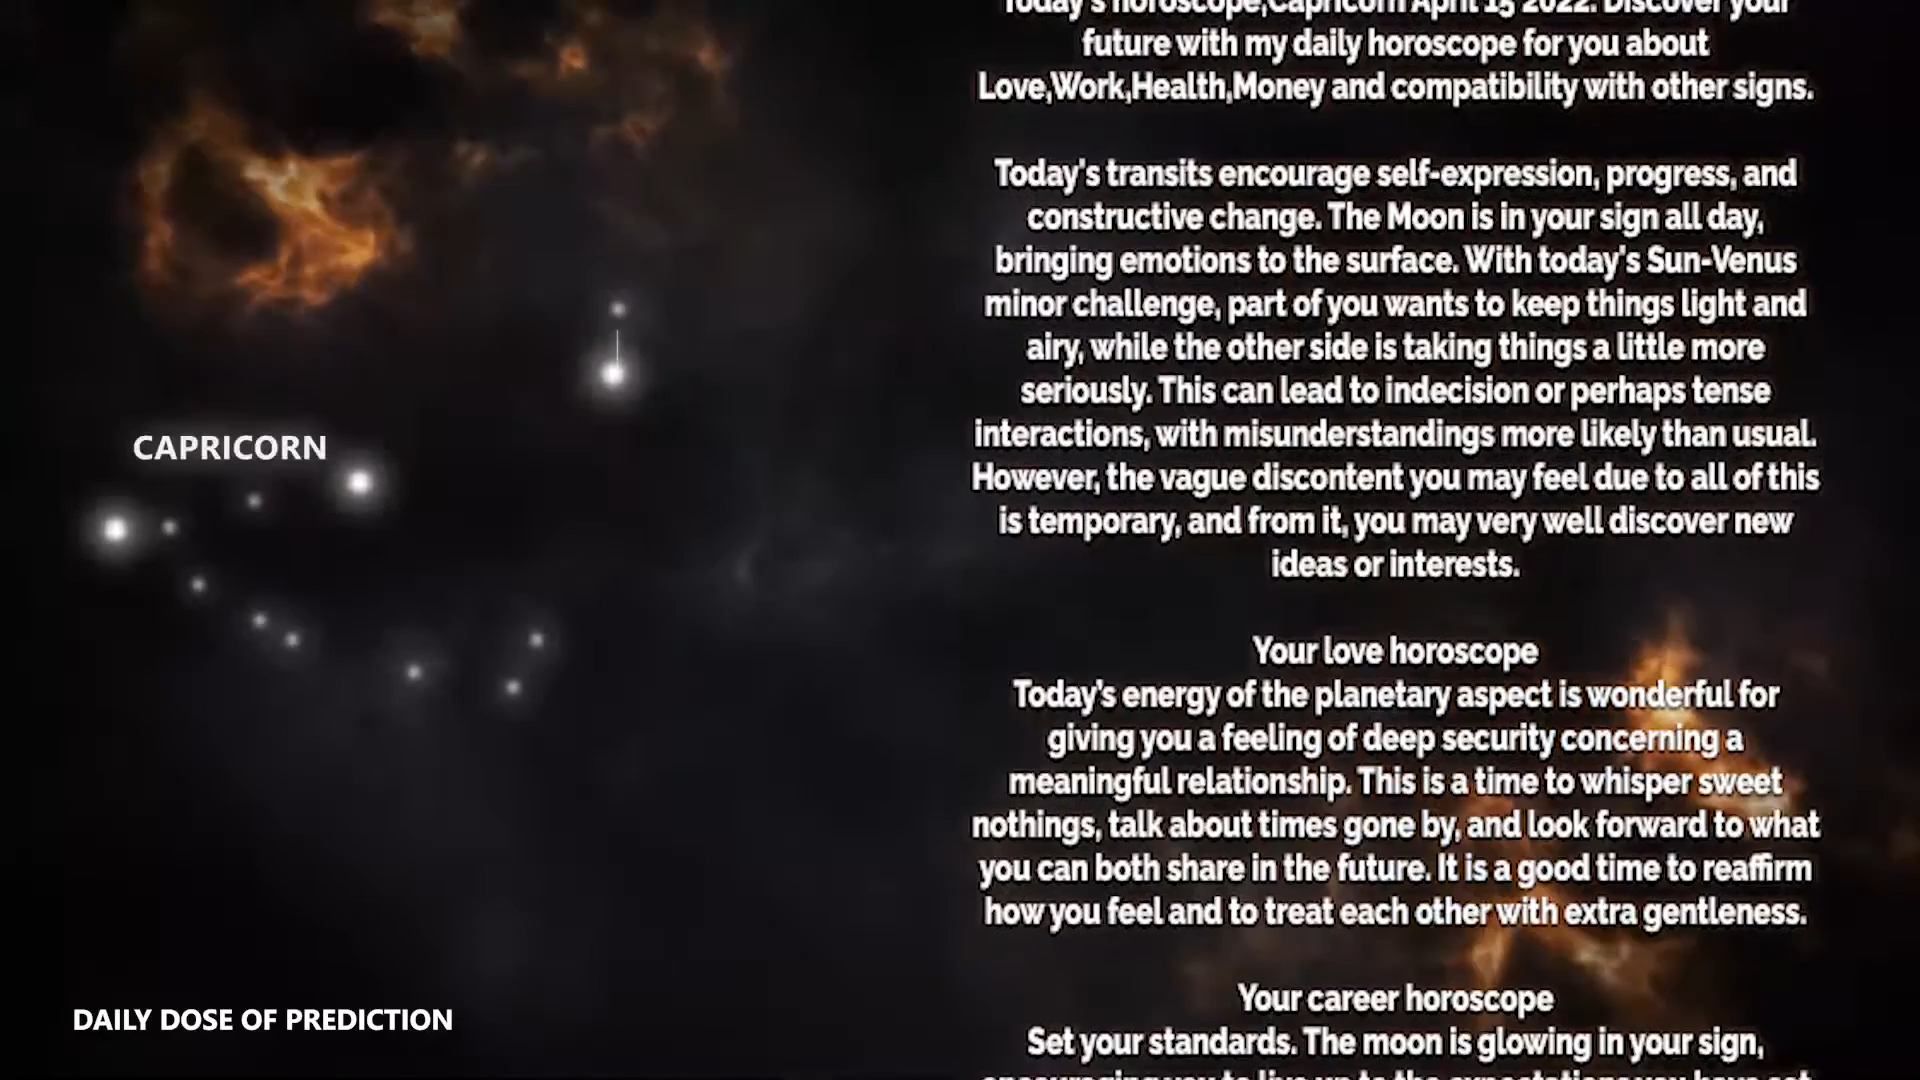 Today's horoscope,Capricorn April 15 2022. Discover your
future with my daily horoscope for you about
Love,Work,Health,Money and compatibility with other signs.
Today's transits encourage self-expression, progress, and
constructive change. The Moon is in your sign all day,
bringing emotions to the surface. With today's Sun-Venus
minor challenge, part of you wants to keep things light and
airy, while the other side is taking things a little more
seriously. This can lead to indecision or perhaps tense
interactions, with misunderstandings more likely than usual.
However, the vague discontent you may feel due to all of this
is temporary, and from it, you may very well discover new
ideas or interests.
Your love horoscope
Today’s energy of the planetary aspect is wonderful for
giving you a feeling of deep security concerning a
meaningful relationship. This is a time to whisper sweet
nothings, talk about times gone by, and look forward to what
you can both share in the future. It is a good time to reaffirm
how you feel and to treat each other with extra gentleness.
Your career horoscope
Set your standards. The moon is glowing in your sign,
CAPRICORN
DAILY DOSE OF PREDICTION